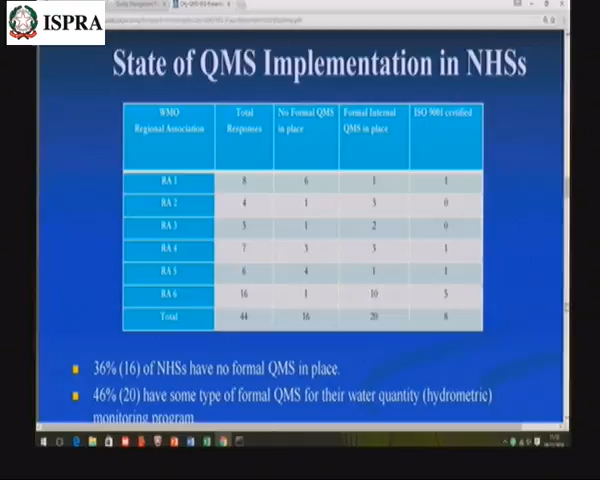 ISPRA
State of QMS Implementation in NHSs
WMO Regional Association Total Responses No Formal QMS in place Formal Internal QMS in place ISO 9001 certified
RA 1 8 6 1 1
RA 2 4 1 3 0
RA 3 3 1 2 0
RA 4 7 3 3 1
RA 5 6 4 1 1
RA 6 16 1 10 5
Total 44 16 20 8
36% (16) of NHSs have no formal QMS in place.
46% (20) have some type of formal QMS for their water quantity (hydrometric)
monitoring program